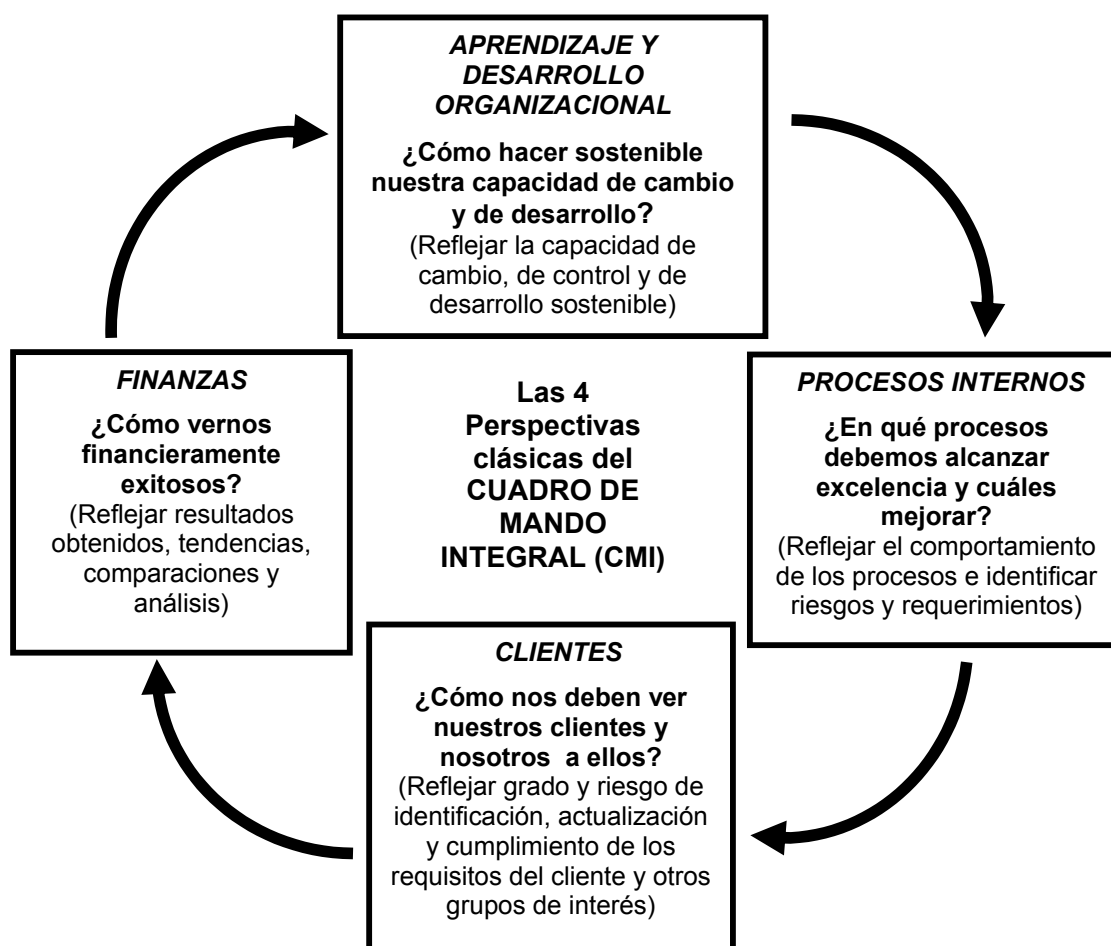 APRENDIZAJE Y
DESARROLLO
ORGANIZACIONAL
¿Cómo hacer sostenible
nuestra capacidad de cambio
y de desarrollo?
(Reflejar la capacidad de
cambio, de control y de
desarrollo sostenible)
FINANZAS
¿Cómo vernos
financieramente
exitosos?
(Reflejar resultados
obtenidos, tendencias,
comparaciones y
análisis)
Las 4
Perspectivas
clásicas del
CUADRO DE
MANDO
INTEGRAL (CMI)
PROCESOS INTERNOS
¿En qué procesos
debemos alcanzar
excelencia y cuáles
mejorar?
(Reflejar el comportamiento
de los procesos e identificar
riesgos y requerimientos)
CLIENTES
¿Cómo nos deben ver
nuestros clientes y
nosotros a ellos?
(Reflejar grado y riesgo de
identificación, actualización
y cumplimiento de los
requisitos del cliente y otros
grupos de interés)